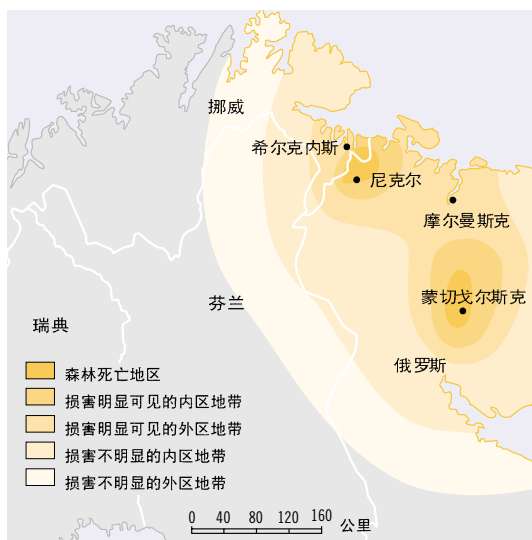 挪威
希尔克内斯
尼克尔
摩尔曼斯克
蒙切戈尔斯克
芬兰
瑞典
俄罗斯
森林死亡地区
损害明显可见的内区地带
损害明显可见的外区地带
损害不明显的内区地带
损害不明显的外区地带
0 40 80 120 160 公里